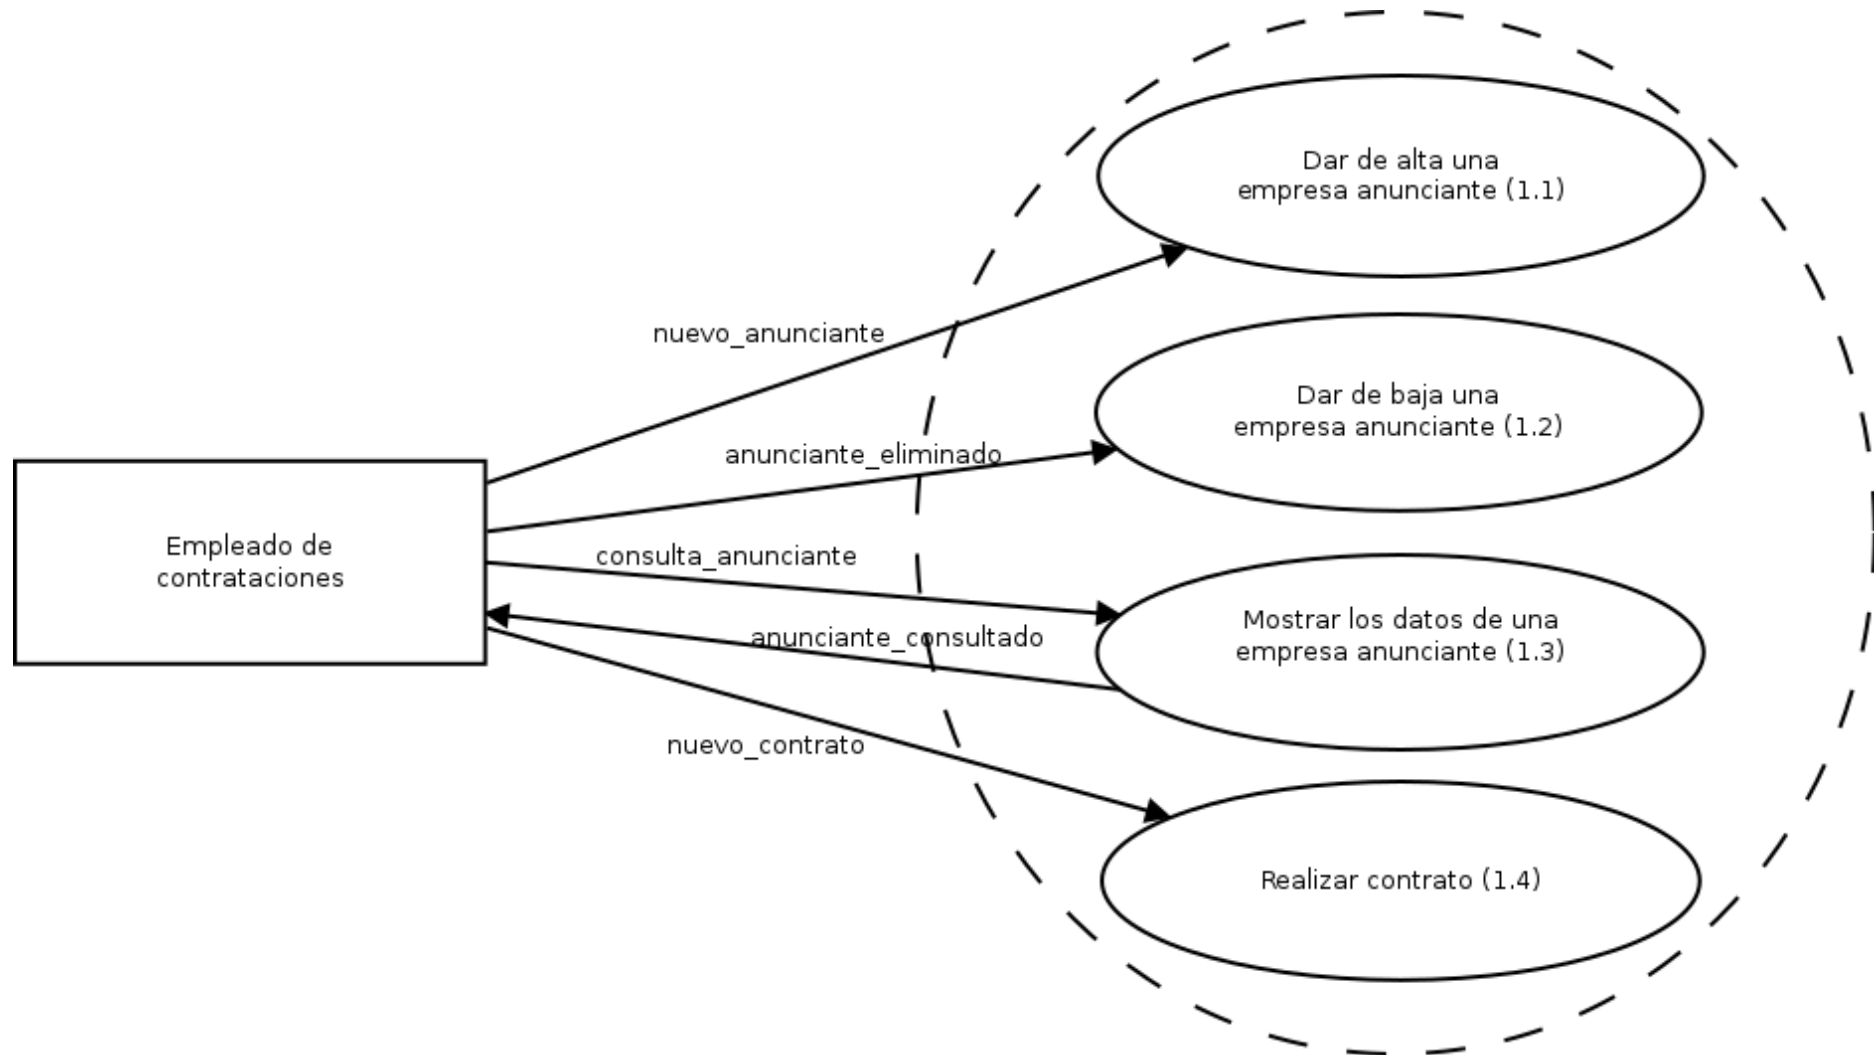 Dar de alta una
empresa anunciante (1.1)
nuevo_anunciante
Dar de baja una
empresa anunciante (1.2)
anunciante_eliminado
Empleado de
contrataciones
consulta_anunciante
Mostrar los datos de una
empresa anunciante (1.3)
anunciante_consultado
nuevo_contrato
Realizar contrato (1.4)